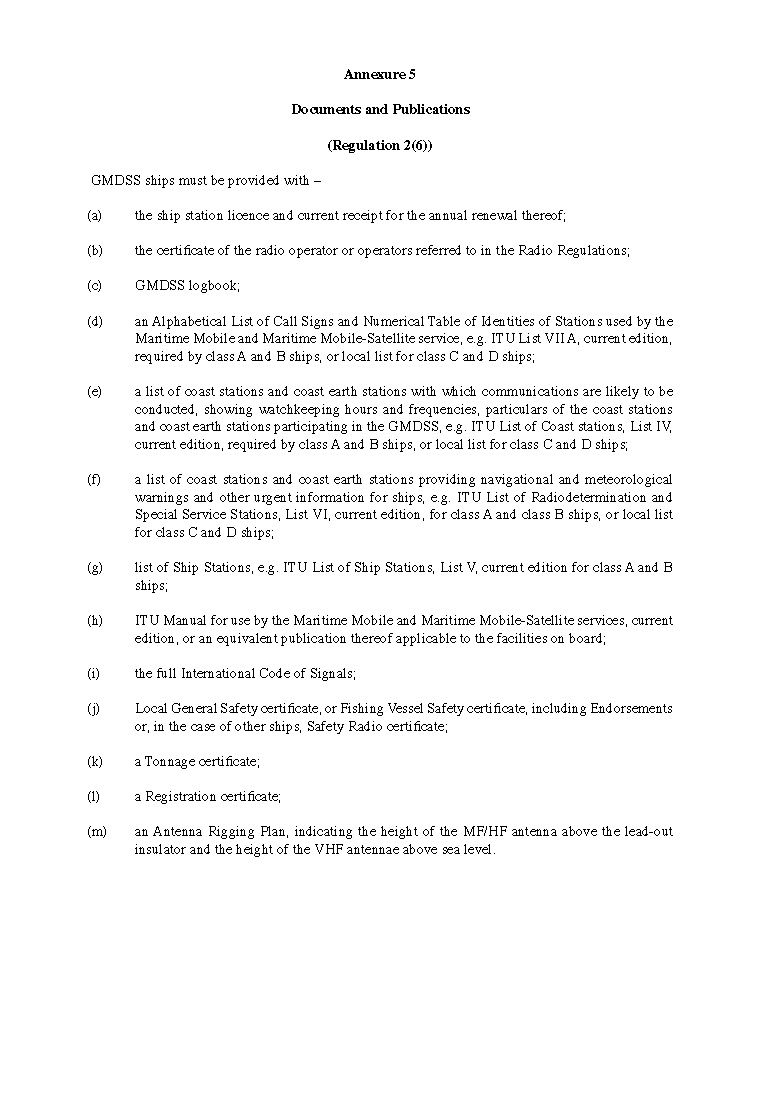 Annexure 5
Documents and Publications
(Regulation 2(6))
GMDSS ships must be provided with –
(a) the ship station licence and current receipt for the annual renewal thereof;
(b) the certificate of the radio operator or operators referred to in the Radio Regulations;
(c) GMDSS logbook;
(d) an Alphabetical List of Call Signs and Numerical Table of Identities of Stations used by the
Maritime Mobile and Maritime Mobile-Satellite service, e.g. ITU List VII A, current edition,
required by class A and B ships, or local list for class C and D ships;
(e) a list of coast stations and coast earth stations with which communications are likely to be
conducted, showing watchkeeping hours and frequencies, particulars of the coast stations
and coast earth stations participating in the GMDSS, e.g. ITU List of Coast stations, List IV,
current edition, required by class A and B ships, or local list for class C and D ships;
(f) a list of coast stations and coast earth stations providing navigational and meteorological
warnings and other urgent information for ships, e.g. ITU List of Radiodetermination and
Special Service Stations, List VI, current edition, for class A and class B ships, or local list
for class C and D ships;
(g) list of Ship Stations, e.g. ITU List of Ship Stations, List V, current edition for class A and B
ships;
(h) ITU Manual for use by the Maritime Mobile and Maritime Mobile-Satellite services, current
edition, or an equivalent publication thereof applicable to the facilities on board;
(i) the full International Code of Signals;
(j) Local General Safety certificate, or Fishing Vessel Safety certificate, including Endorsements
or, in the case of other ships, Safety Radio certificate;
(k) a Tonnage certificate;
(l) a Registration certificate;
(m) an Antenna Rigging Plan, indicating the height of the MF/HF antenna above the lead-out
insulator and the height of the VHF antennae above sea level.